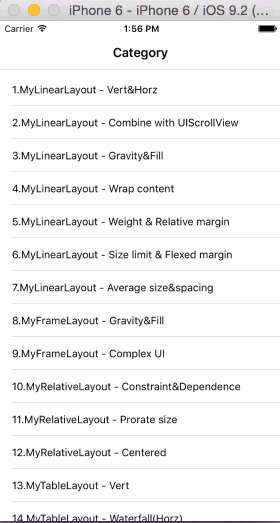 iPhone 6 - iPhone 6 / iOS 9.2 (...
Carrier 1:56 PM
Category
1.MyLinearLayout - Vert&Horz
2.MyLinearLayout - Combine with UIScrollView
3.MyLinearLayout - Gravity&Fill
4.MyLinearLayout - Wrap content
5.MyLinearLayout - Weight & Relative margin
6.MyLinearLayout - Size limit & Flexed margin
7.MyLinearLayout - Average size&spacing
8.MyFrameLayout - Gravity&Fill
9.MyFrameLayout - Complex UI
10.MyRelativeLayout - Constraint&Dependence
11.MyRelativeLayout - Prorate size
12.MyRelativeLayout - Centered
13.MyTableLayout - Vert
14.MyTableLayout - Waterfall(Horz)